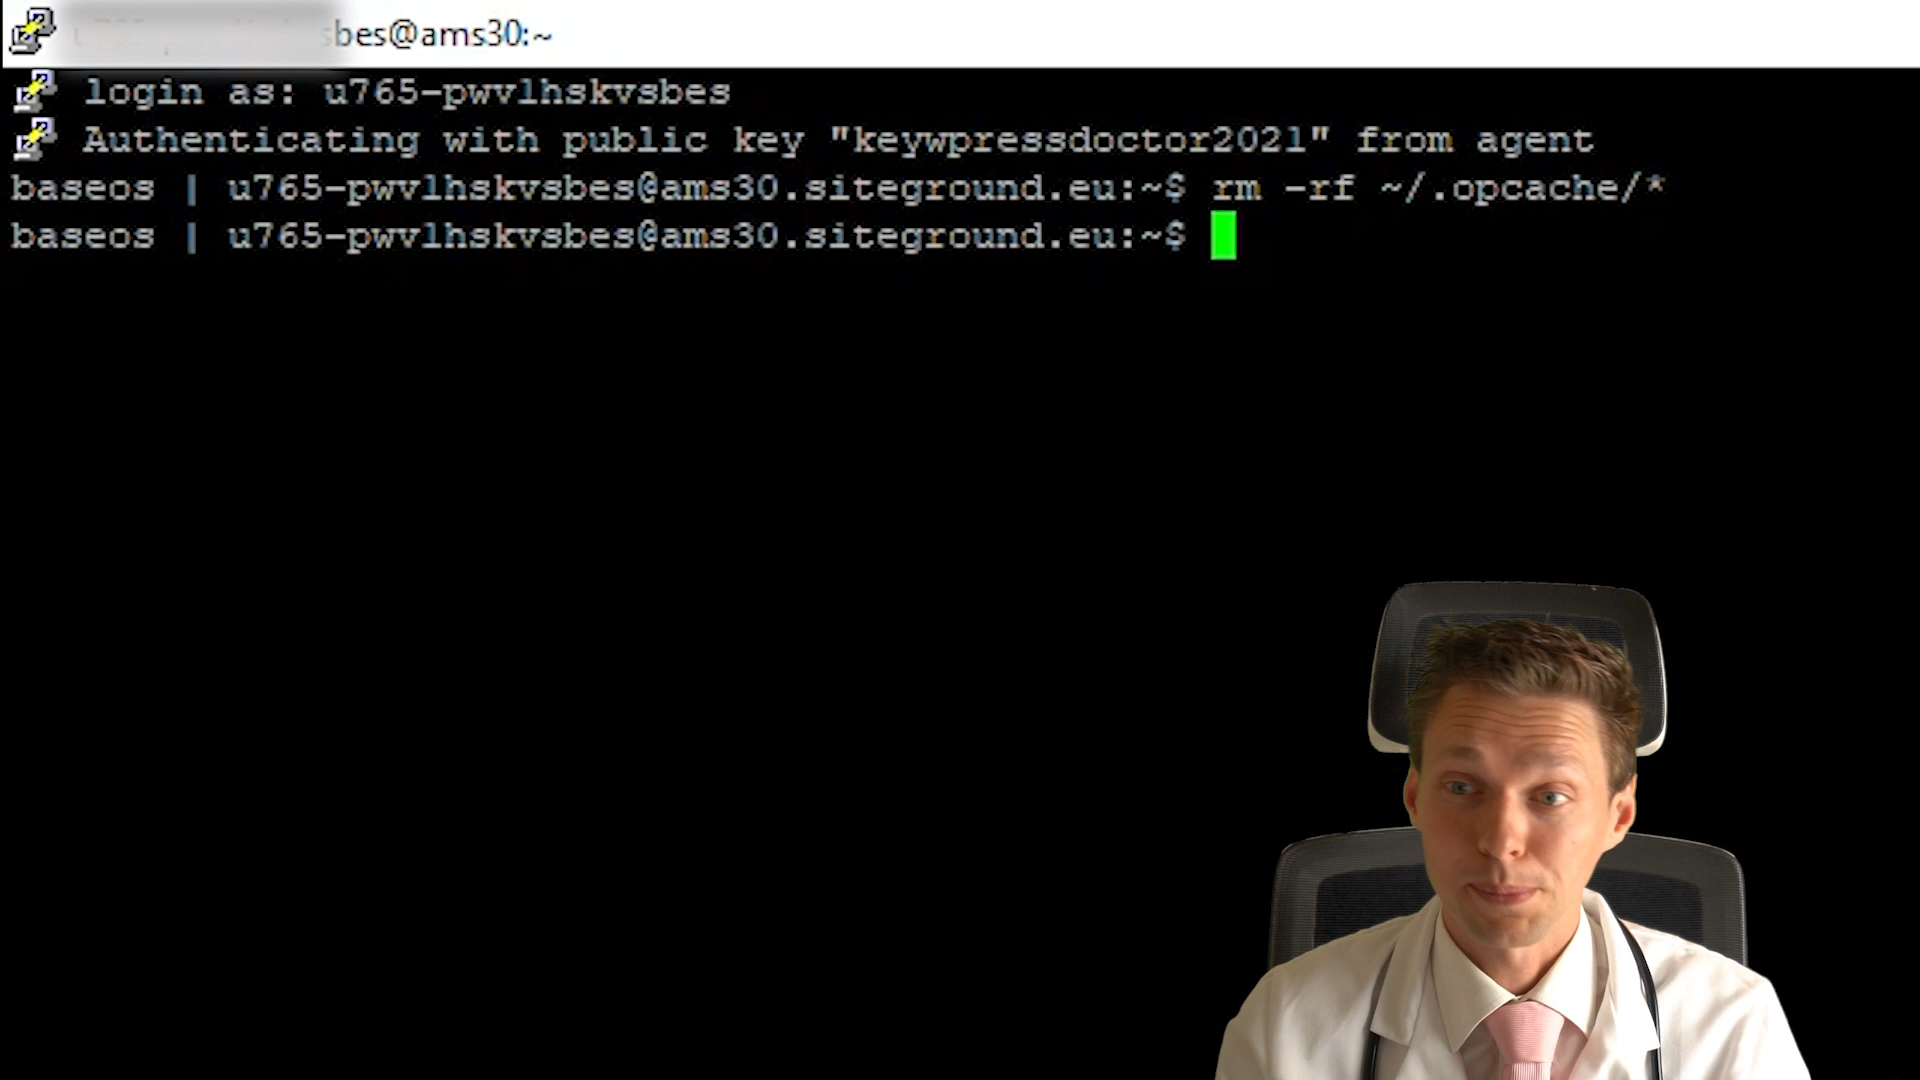 sbes@ams30:~
login as: u765-pwvlhskvsbes
Authenticating with public key "keywpressdoctor2021" from agent
baseos | u765-pwvlhskvsbes@ams30.siteground.eu:~$ rm -rf ~/.opcache/*
baseos | u765-pwvlhskvsbes@ams30.siteground.eu:~$